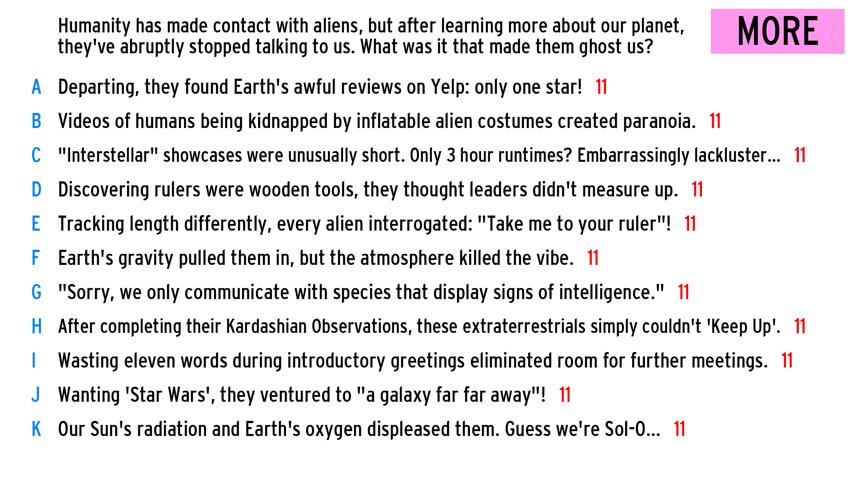 Humanity has made contact with aliens, but after learning more about our planet,
they've abruptly stopped talking to us. What was it that made them ghost us?
MORE
A Departing, they found Earth's awful reviews on Yelp: only one star! 11
B Videos of humans being kidnapped by inflatable alien costumes created paranoia. 11
C "Interstellar" showcases were unusually short. Only 3 hour runtimes? Embarrassingly lackluster... 11
D Discovering rulers were wooden tools, they thought leaders didn't measure up. 11
E Tracking length differently, every alien interrogated: "Take me to your ruler"! 11
F Earth's gravity pulled them in, but the atmosphere killed the vibe. 11
G "Sorry, we only communicate with species that display signs of intelligence." 11
H After completing their Kardashian Observations, these extraterrestrials simply couldn't 'Keep Up'. 11
I Wasting eleven words during introductory greetings eliminated room for further meetings. 11
J Wanting 'Star Wars', they ventured to "a galaxy far far away"! 11
K Our Sun's radiation and Earth's oxygen displeased them. Guess we're Sol-O... 11